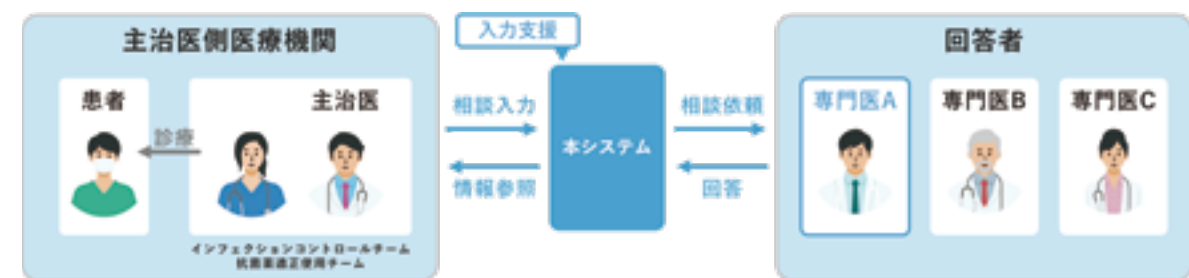 主治医側医療機関
患者
主治医
診療
インフェクションコントロールチーム
抗菌薬適正使用チーム
入力支援
相談入力
情報参照
本システム
相談依頼
回答
回答者
専門医A
専門医B
専門医C